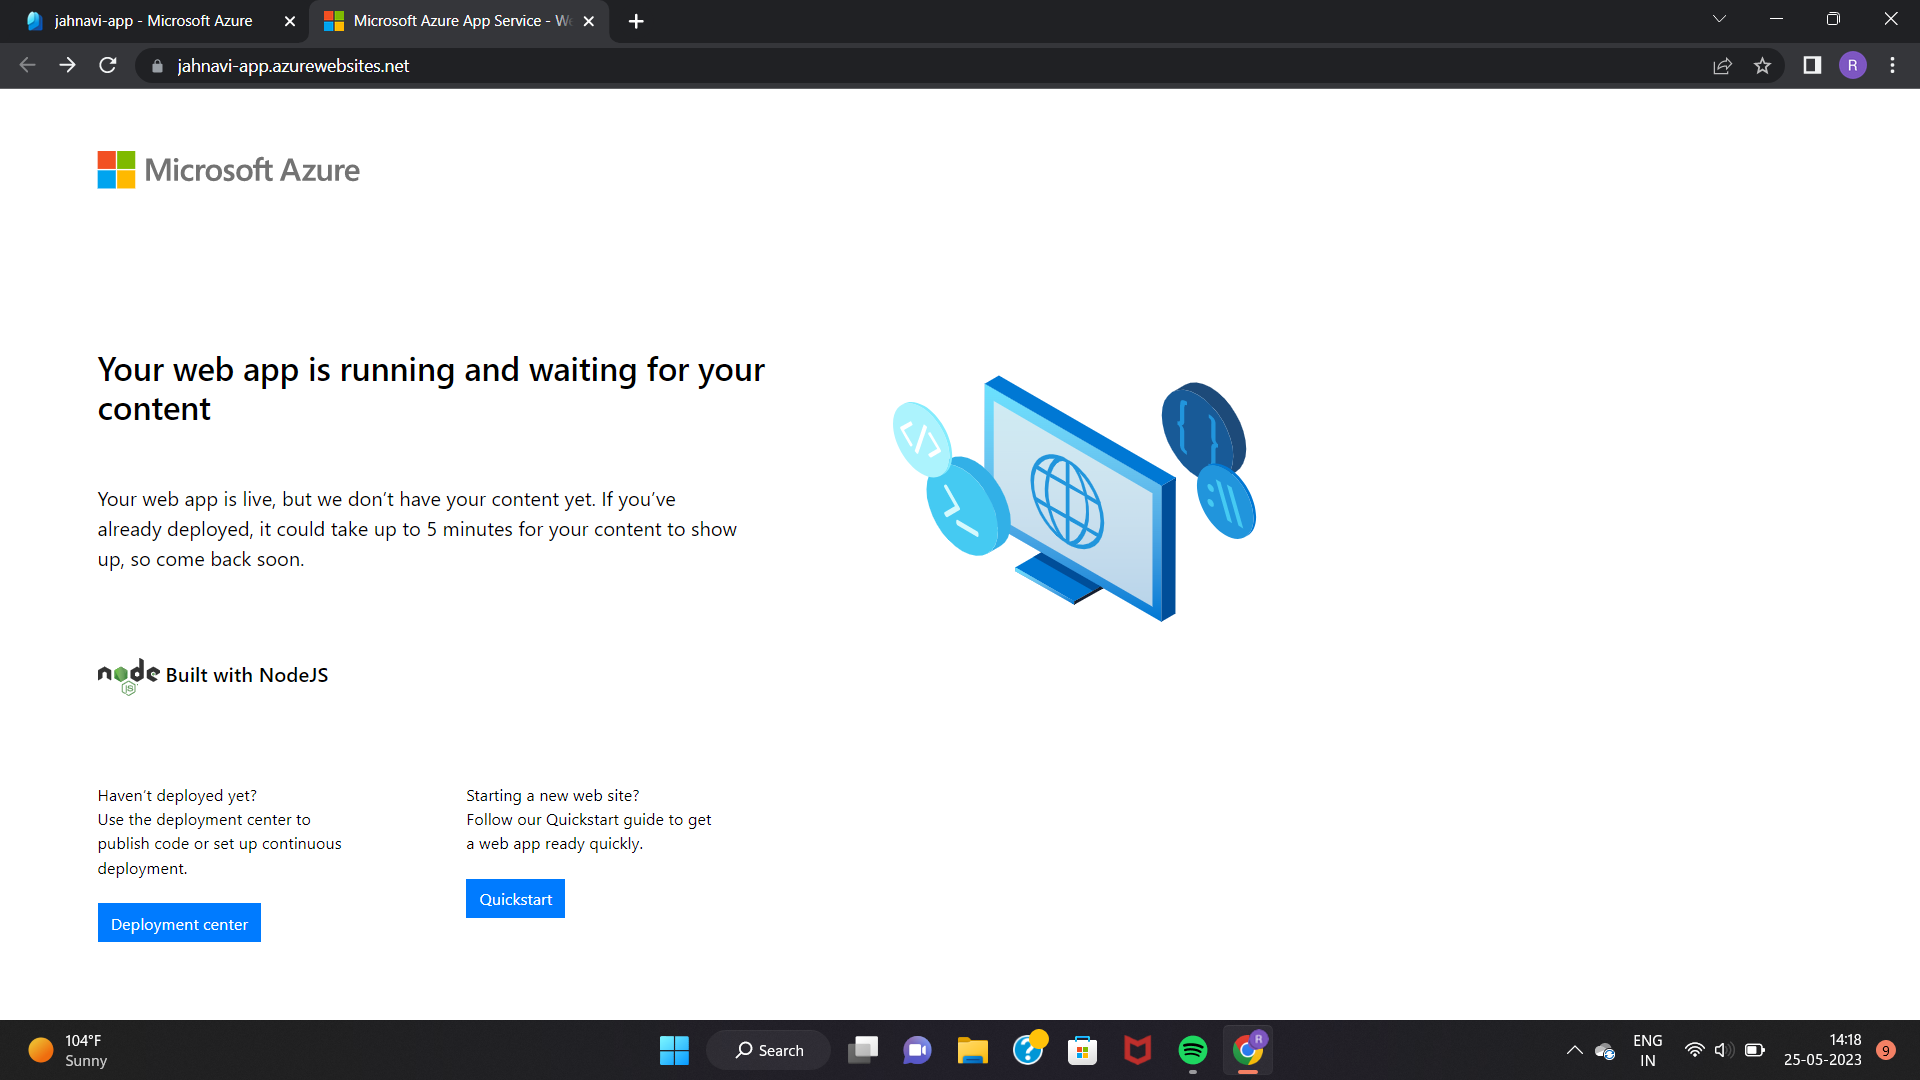 jahnavi-app - Microsoft Azure
Microsoft Azure App Service - We
jahnavi-app.azurewebsites.net
R
Microsoft Azure
Your web app is running and waiting for your
content
Your web app is live, but we don’t have your content yet. If you’ve
already deployed, it could take up to 5 minutes for your content to show
up, so come back soon.
node
JS
Built with NodeJS
Haven’t deployed yet?
Use the deployment center to
publish code or set up continuous
deployment.
Deployment center
Starting a new web site?
Follow our Quickstart guide to get
a web app ready quickly.
Quickstart
104°F
Sunny
Search
R
ENG
IN
14:18
25-05-2023
9